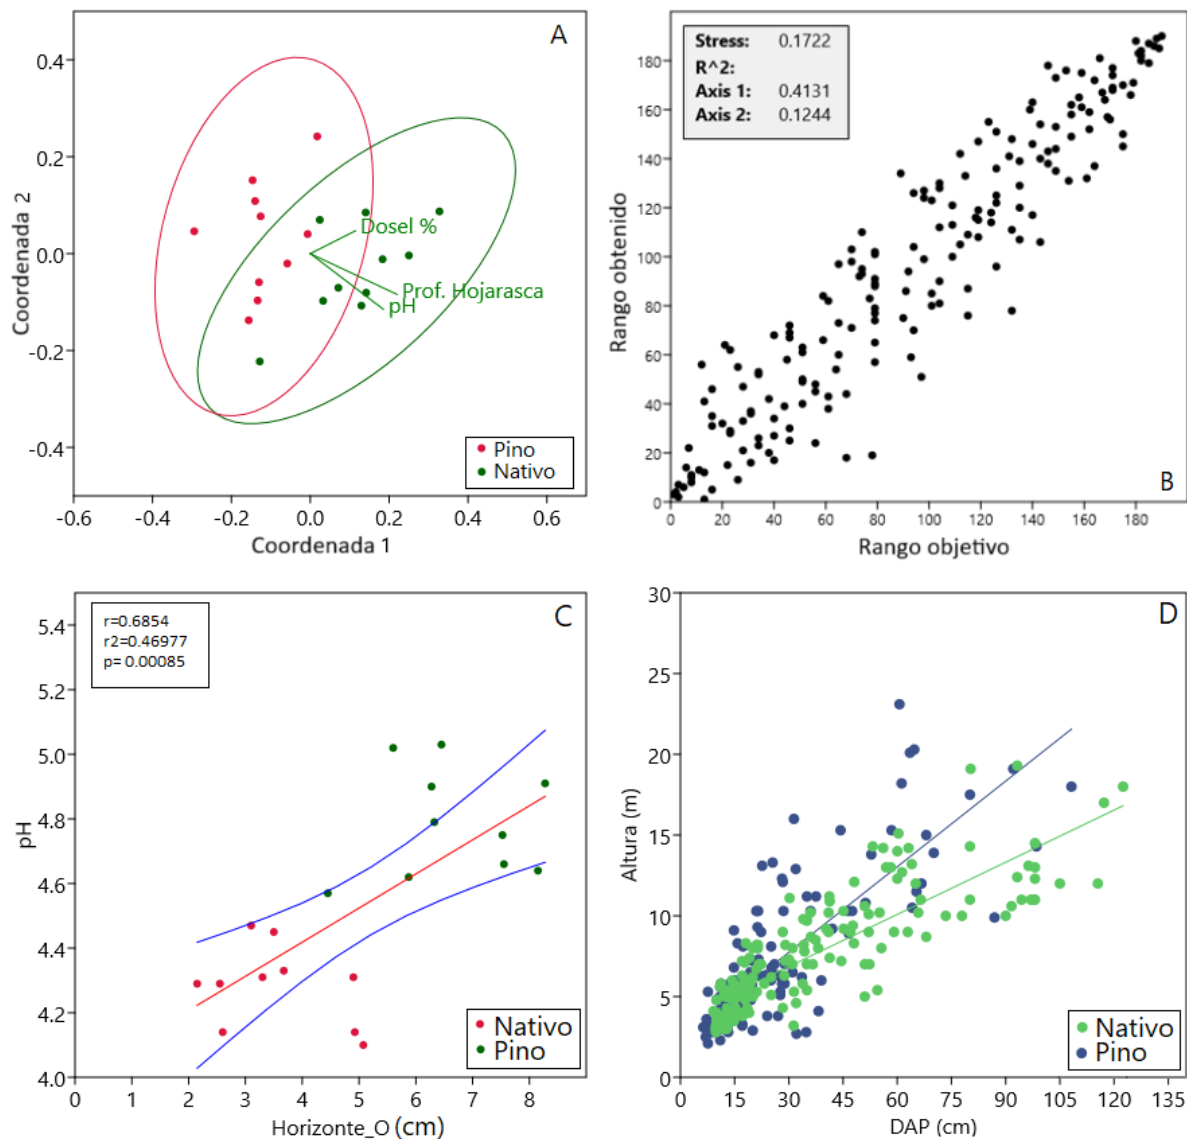 A
0.4
0.2
0.0
-0.2
-0.4
Coordenada 2
Dosel %
Prof. Hojarasca
pH
Pino
Nativo
-0.6 -0.4 -0.2 0.0 0.2 0.4 0.6
Coordenada 1
Stress: 0.1722
R^2:
Axis 1: 0.4131
Axis 2: 0.1244
180
160
140
120
100
80
60
40
20
0
Rango obtenido
B
0 20 40 60 80 100 120 140 160 180
Rango objetivo
r=0.6854
r2=0.46977
p= 0.00085
C
5.4
5.2
5.0
4.8
4.6
4.4
4.2
4.0
pH
Nativo
Pino
0 1 2 3 4 5 6 7 8
Horizonte_O (cm)
D
30
25
20
15
10
5
0
Altura (m)
Nativo
Pino
0 15 30 45 60 75 90 105 120 135
DAP (cm)